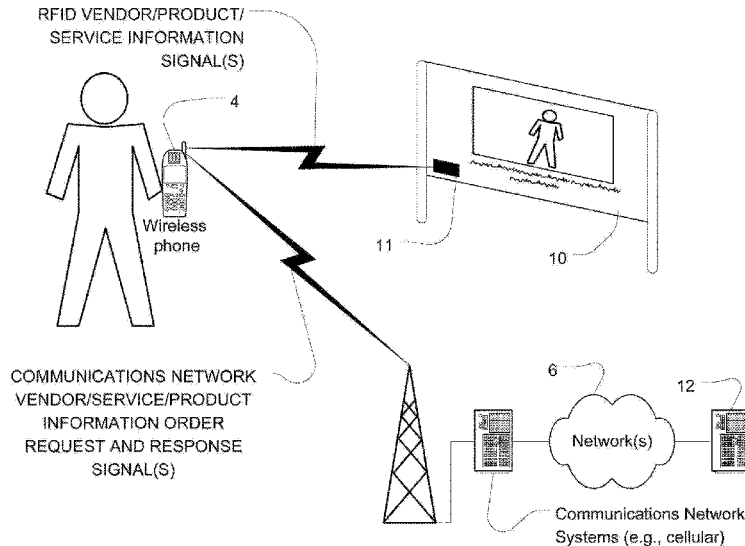 RFID VENDOR/PRODUCT/
SERVICE INFORMATION
SIGNAL(S)
4
Wireless
phone
11
10
COMMUNICATIONS NETWORK
VENDOR/SERVICE/PRODUCT
INFORMATION ORDER
REQUEST AND RESPONSE
SIGNAL(S)
6
12
Network(s)
Communications Network
Systems (e.g., cellular)